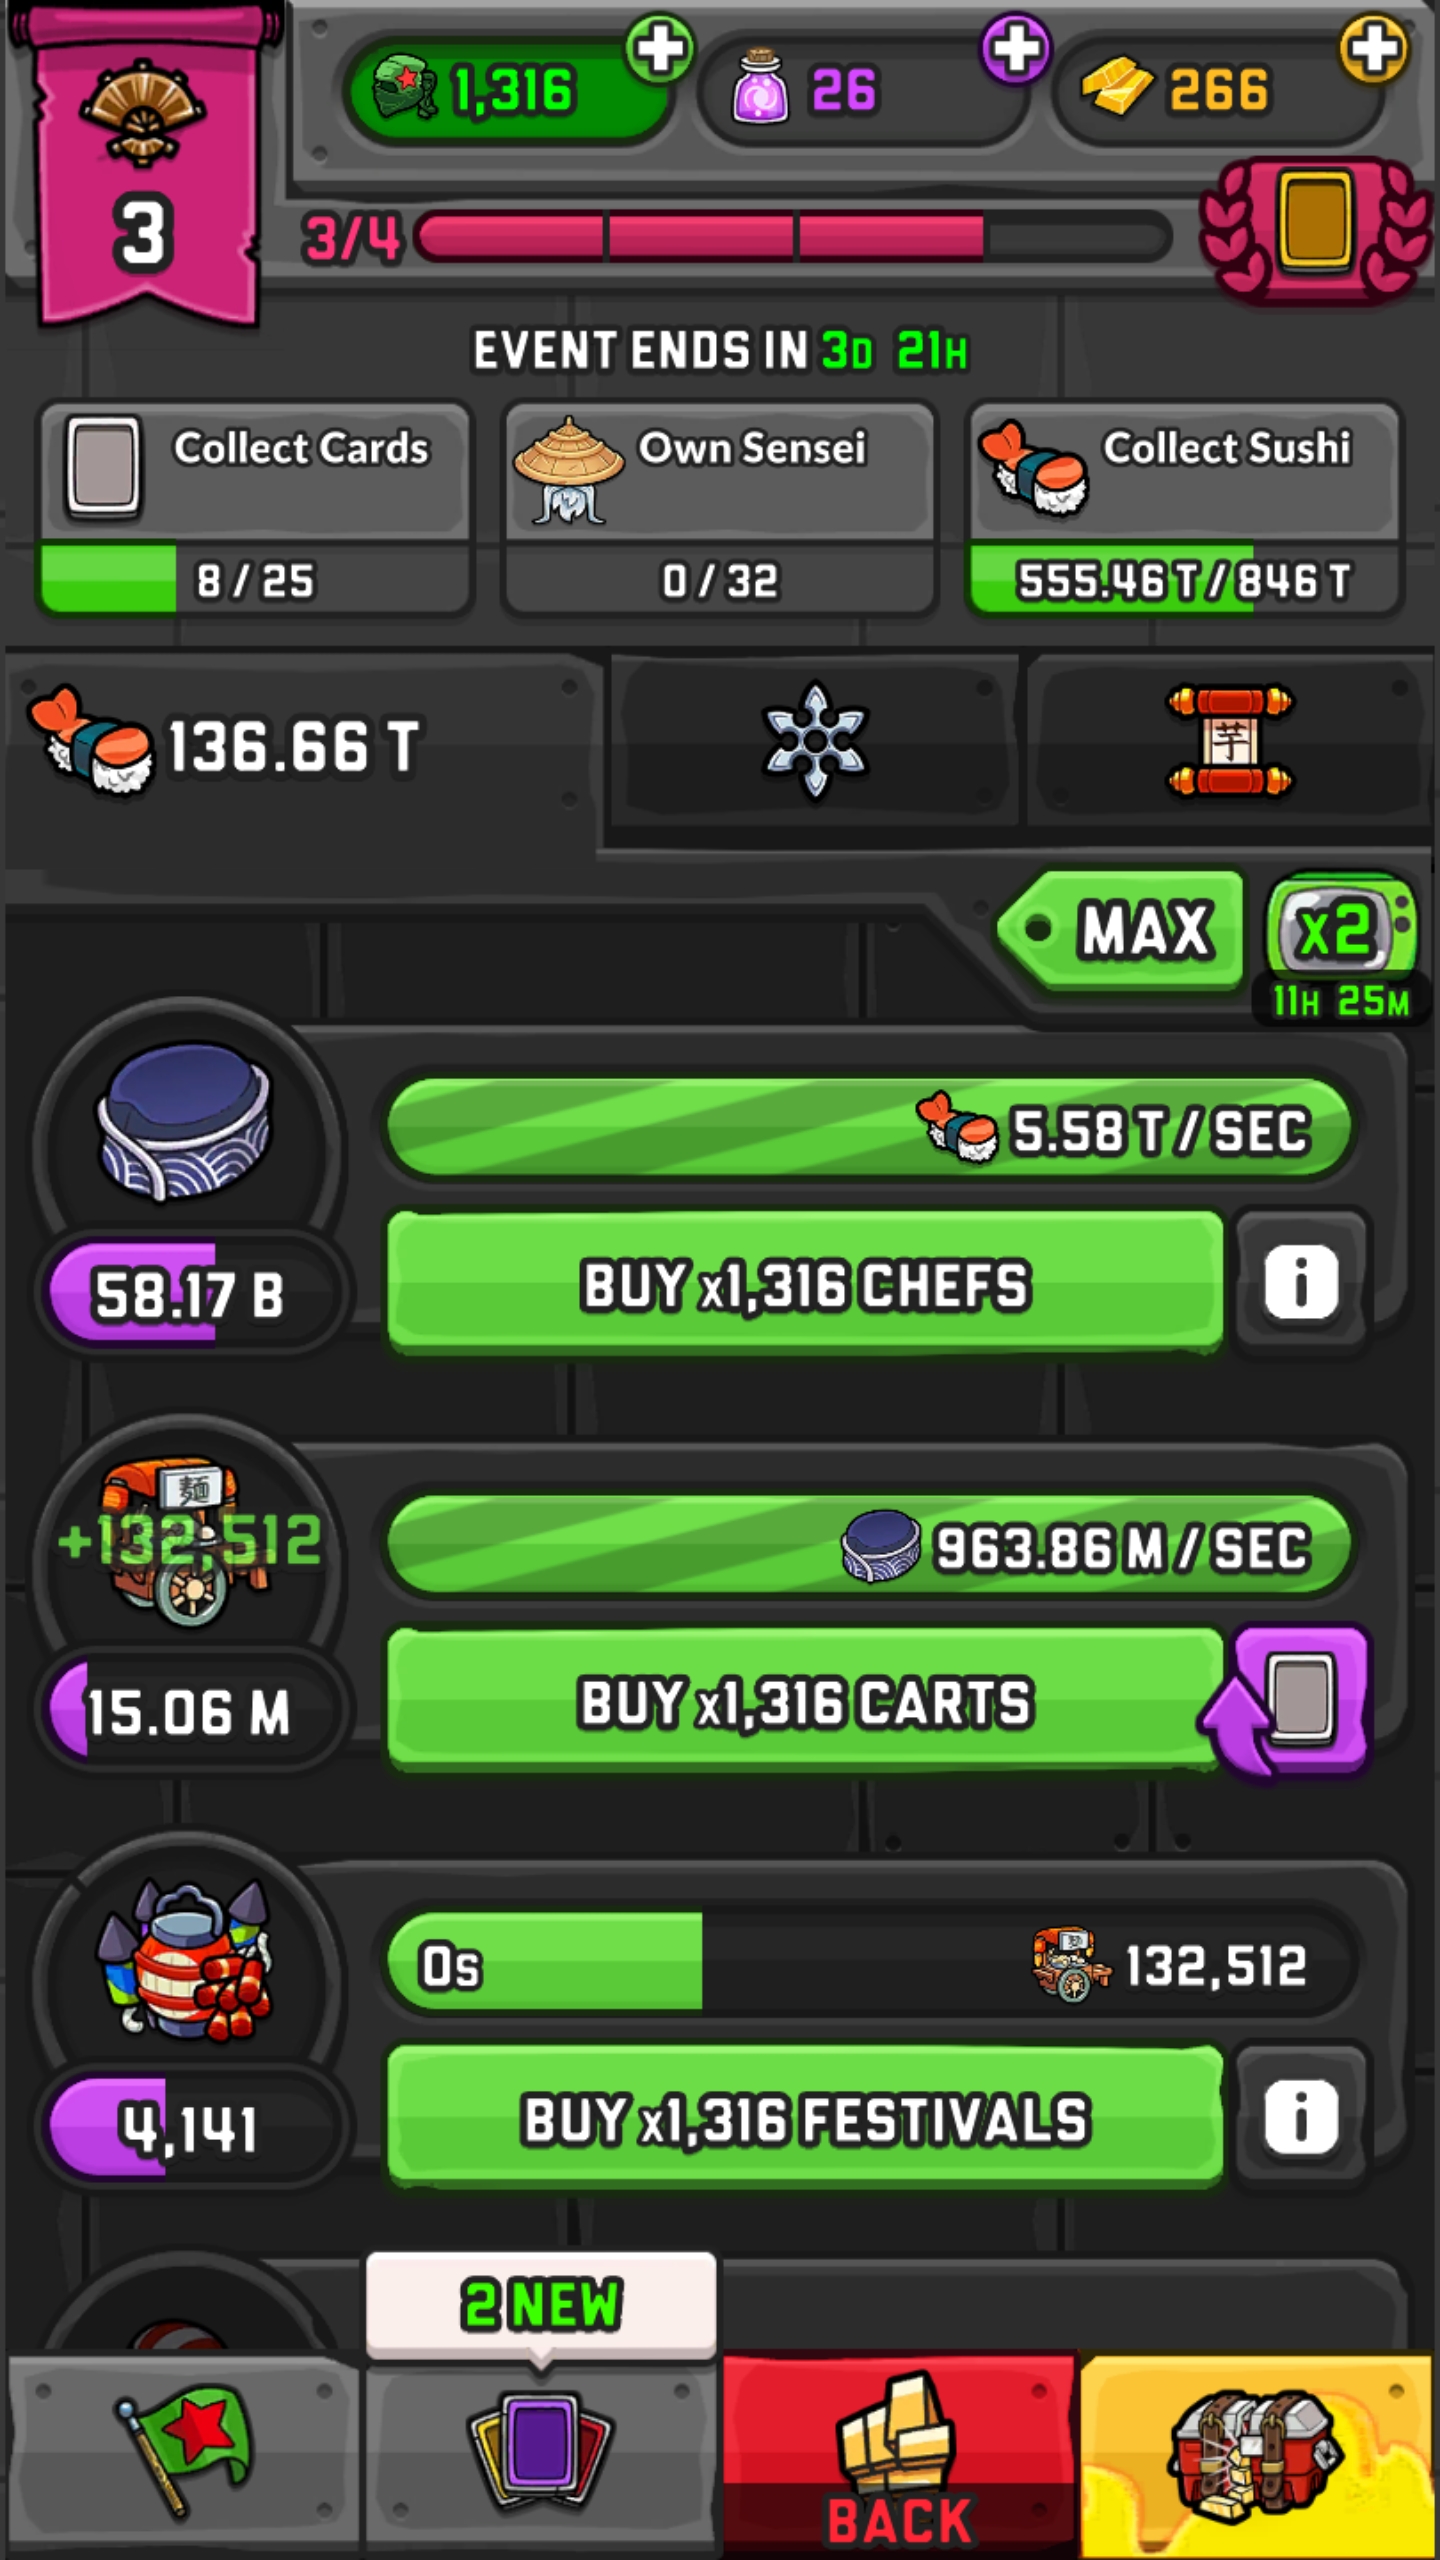 1,316
26
266
3
3/4
EVENT ENDS IN 3D 21H
Collect Cards
Own Sensei
Collect Sushi
8 / 25
0 / 32
555.46 T / 846 T
136.66 T
芋
MAX
x2
11H 25M
5.58 T / SEC
58.17 B
BUY x1,316 CHEFS
麺
+132,512
963.86 M / SEC
15.06 M
BUY x1,316 CARTS
0s
132,512
4,141
BUY x1,316 FESTIVALS
2 NEW
BACK